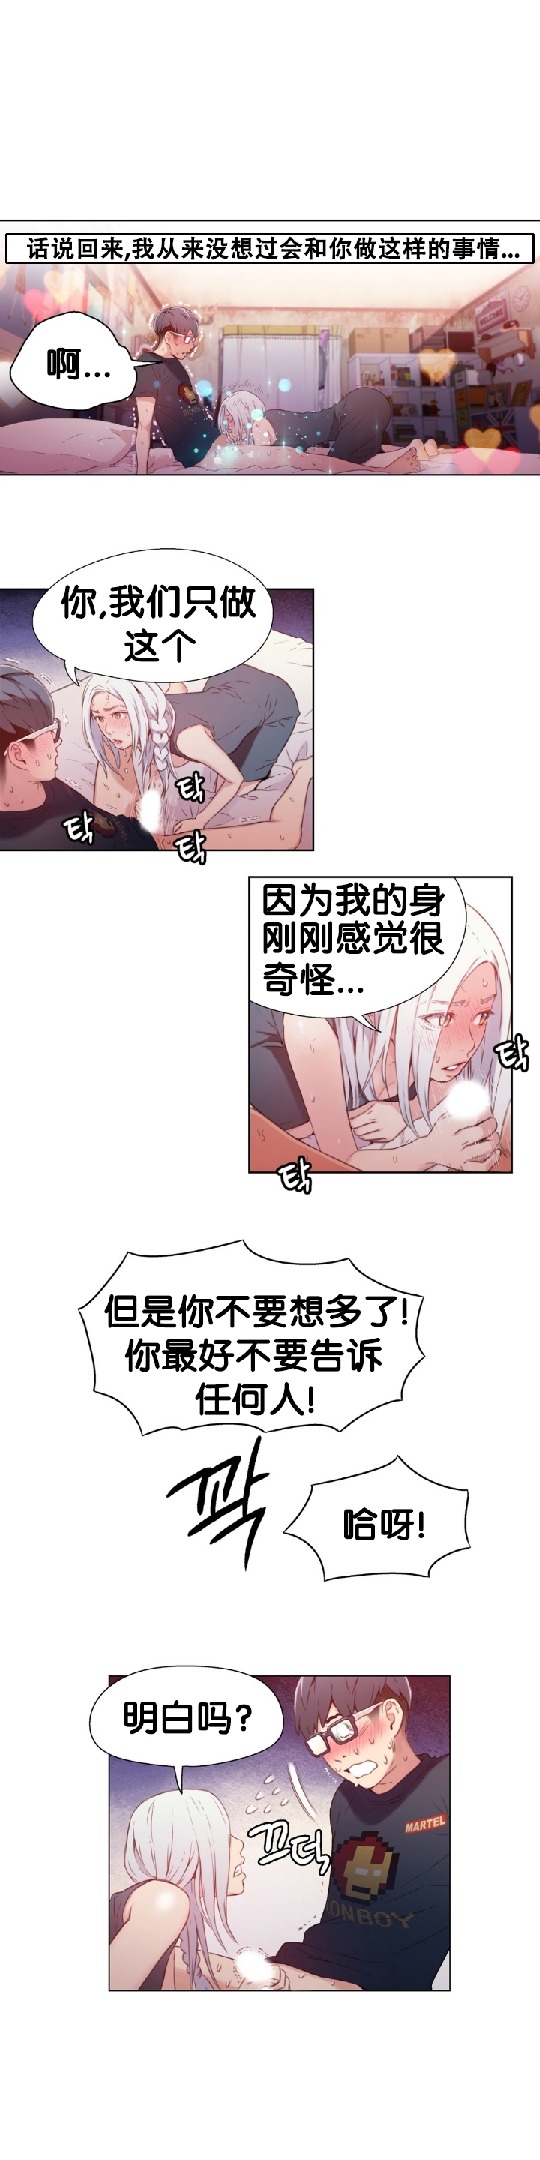 话说回来,我从来没想过会和你做这样的事情...
WELCOME
啊...
你,我们只做
这个
탁
탁
탁
因为我的身
刚刚感觉很
奇怪...
탁
탁
但是你不要想多了!
你最好不要告诉
任何人!
콱
哈呀!
明白吗?
MARTEL
끄덕
IRONBOY